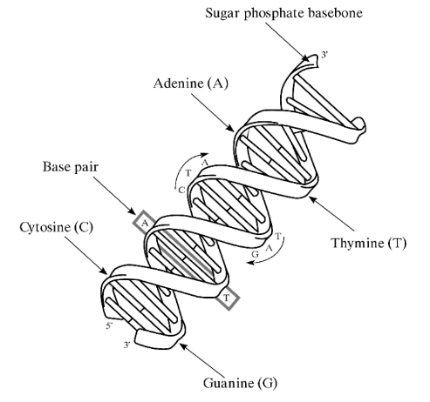 Sugar phosphate basebone
3'
Adenine (A)
A
T
C
Base pair
A
Cytosine (C)
T
A
G
Thymine (T)
T
5'
3'
Guanine (G)